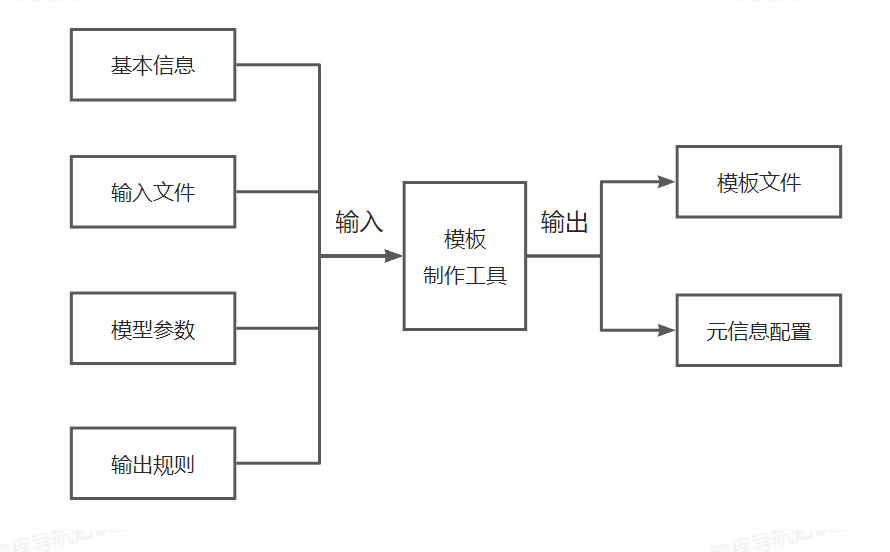 基本信息
输入文件
模型参数
输出规则
输入
模板
制作工具
输出
模板文件
元信息配置